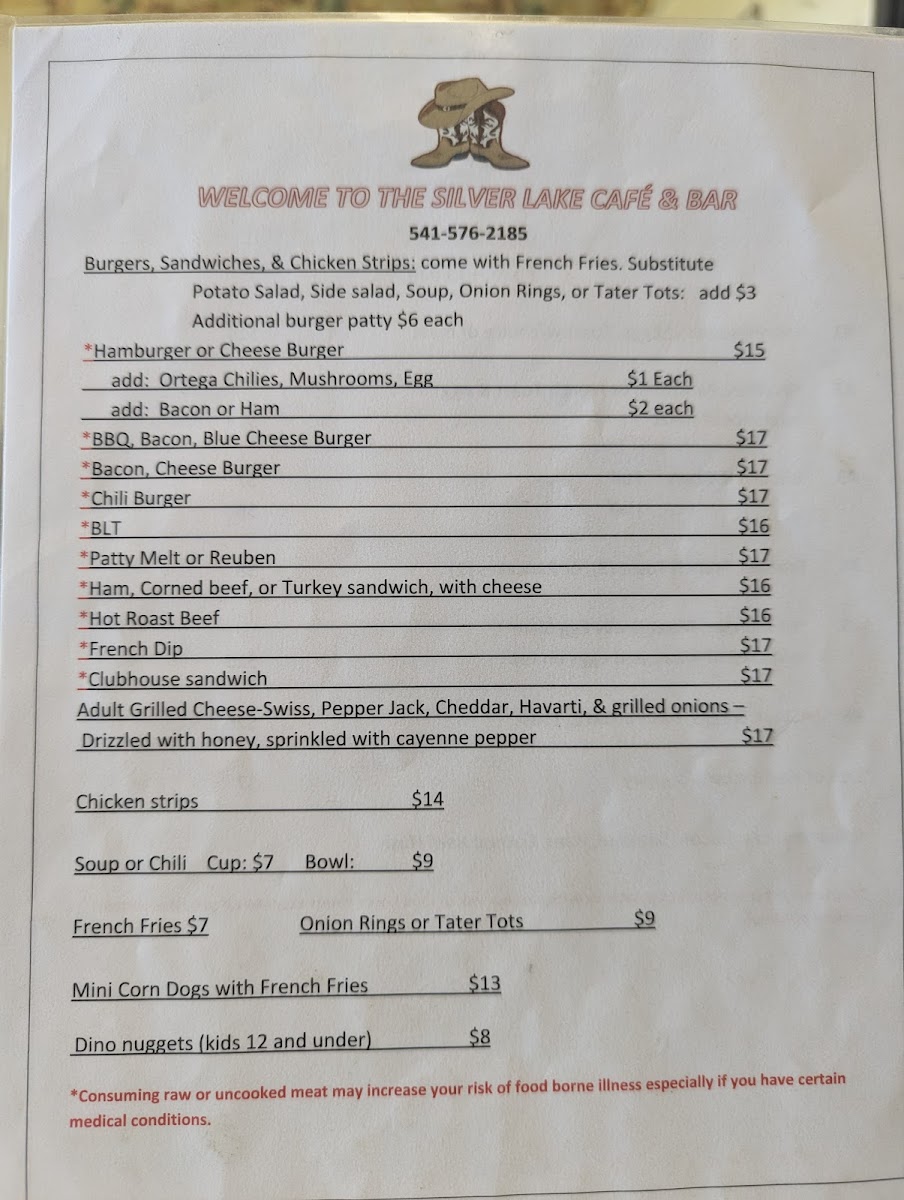 WELCOME TO THE SILVER LAKE CAFÉ & BAR
541-576-2185
Burgers, Sandwiches, & Chicken Strips: come with French Fries. Substitute
Potato Salad, Side salad, Soup, Onion Rings, or Tater Tots: add $3
Additional burger patty $6 each
*Hamburger or Cheese Burger $15
add: Ortega Chilies, Mushrooms, Egg $1 Each
add: Bacon or Ham $2 each
*BBQ, Bacon, Blue Cheese Burger $17
*Bacon, Cheese Burger $17
*Chili Burger $17
*BLT $16
*Patty Melt or Reuben $17
*Ham, Corned beef, or Turkey sandwich, with cheese $16
*Hot Roast Beef $16
*French Dip $17
*Clubhouse sandwich $17
Adult Grilled Cheese-Swiss, Pepper Jack, Cheddar, Havarti, & grilled onions –
Drizzled with honey, sprinkled with cayenne pepper $17
Chicken strips $14
Soup or Chili Cup: $7 Bowl: $9
French Fries $7 Onion Rings or Tater Tots $9
Mini Corn Dogs with French Fries $13
Dino nuggets (kids 12 and under) $8
*Consuming raw or uncooked meat may increase your risk of food borne illness especially if you have certain
medical conditions.